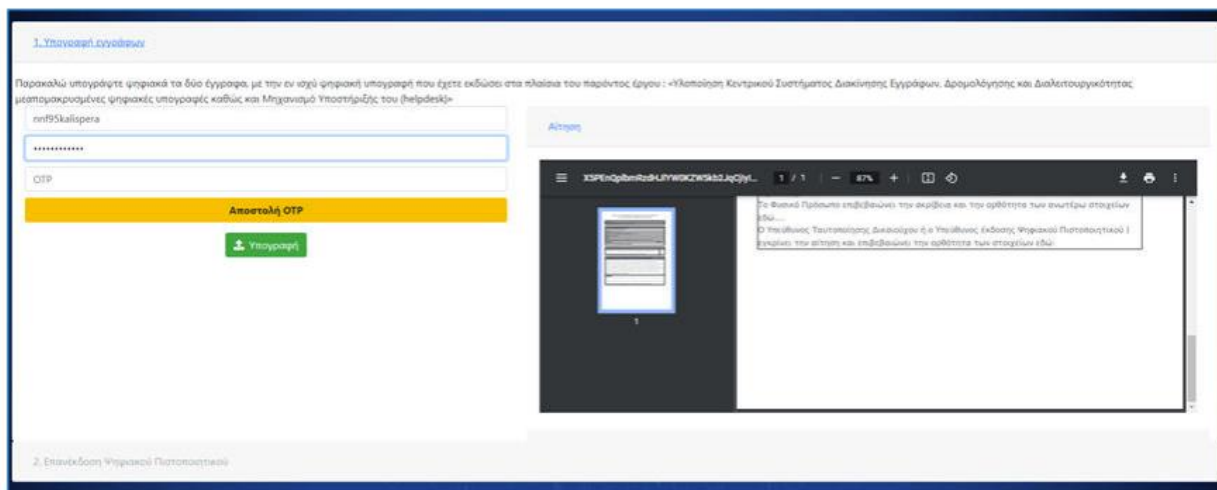 1. Υπογραφή εγγράφων
Παρακαλώ υπογράψτε ψηφιακά τα δύο έγγραφα, με την εν ισχύ ψηφιακή υπογραφή που έχετε εκδώσει στα πλαίσια του παρόντος έργου : «Υλοποίηση Κεντρικού Συστήματος Διακίνησης Εγγράφων, Δρομολόγησης και Διαλειτουργικότητας
μεαπομακρυσμένες ψηφιακές υπογραφές καθώς και Μηχανισμό Υποστήριξής του (helpdesk)»
nnf95kalispera
Αίτηση
••••••••••••
OTP
1 / 1
87%
Αποστολή OTP
Υπογραφή
Το Φυσικό Πρόσωπο επιβεβαιώνει την ακρίβεια και την ορθότητα των ανωτέρω στοιχείων
εδώ....
Ο Υπεύθυνος Ταυτοποίησης Δικαιούχου ή ο Υπεύθυνος έκδοσης Ψηφιακού Πιστοποιητικού |
εγκρίνει την αίτηση και επιβεβαιώνει την ορθότητα των στοιχείων εδώ:
1
2. Επανέκδοση Ψηφιακού Πιστοποιητικού